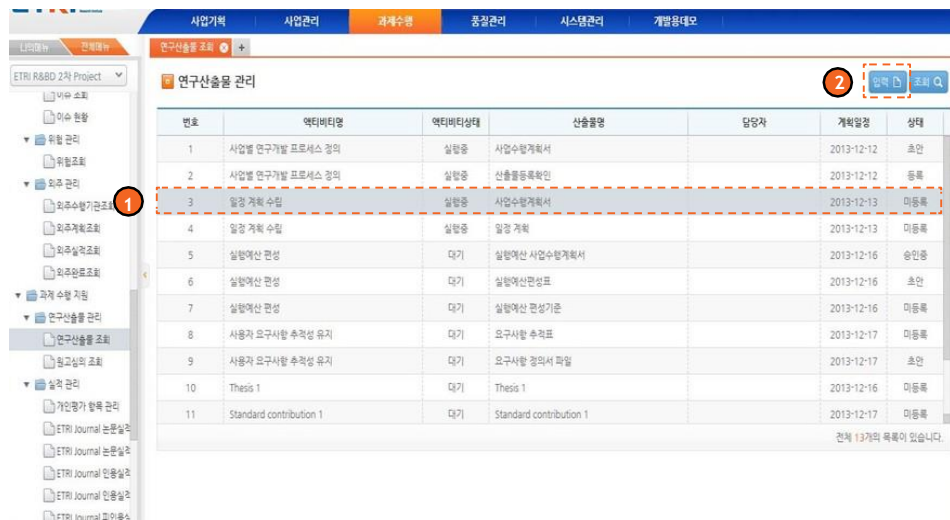 ETRI
사업기획 사업관리 과제수행 품질관리 시스템관리 개발용데모
나의메뉴 전체메뉴
연구산출물 조회 +
ETRI R&BD 2차 Project
연구산출물 관리
2 입력 조회
이슈 조회
이슈 현황
위험 관리
위험조회
외주 관리
외주수행기관조회
외주계획조회
외주실적조회
외주완료조회
과제 수행 지원
연구산출물 관리
연구산출물 조회
원고심의 조회
실적 관리
개인평가 항목 관리
ETRI Journal 논문실적
ETRI Journal 논문실적
ETRI Journal 인용실적
ETRI Journal 인용실적
ETRI Journal 피인용실
번호 액티비티명 액티비티상태 산출물명 담당자 계획일정 상태
1 사업별 연구개발 프로세스 정의 실행중 사업수행계획서 2013-12-12 초안
2 사업별 연구개발 프로세스 정의 실행중 산출물등록확인 2013-12-12 등록
1
3 일정 계획 수립 실행중 사업수행계획서 2013-12-13 미등록
4 일정 계획 수립 실행중 일정 계획 2013-12-13 미등록
5 실행예산 편성 대기 실행예산 사업수행계획서 2013-12-16 승인중
6 실행예산 편성 대기 실행예산편성표 2013-12-16 초안
7 실행예산 편성 대기 실행예산 편성기준 2013-12-16 미등록
8 사용자 요구사항 추적성 유지 대기 요구사항 추적표 2013-12-17 미등록
9 사용자 요구사항 추적성 유지 대기 요구사항 정의서 파일 2013-12-17 초안
10 Thesis 1 대기 Thesis 1 2013-12-16 미등록
11 Standard contribution 1 대기 Standard contribution 1 2013-12-17 미등록
전체 13개의 목록이 있습니다.